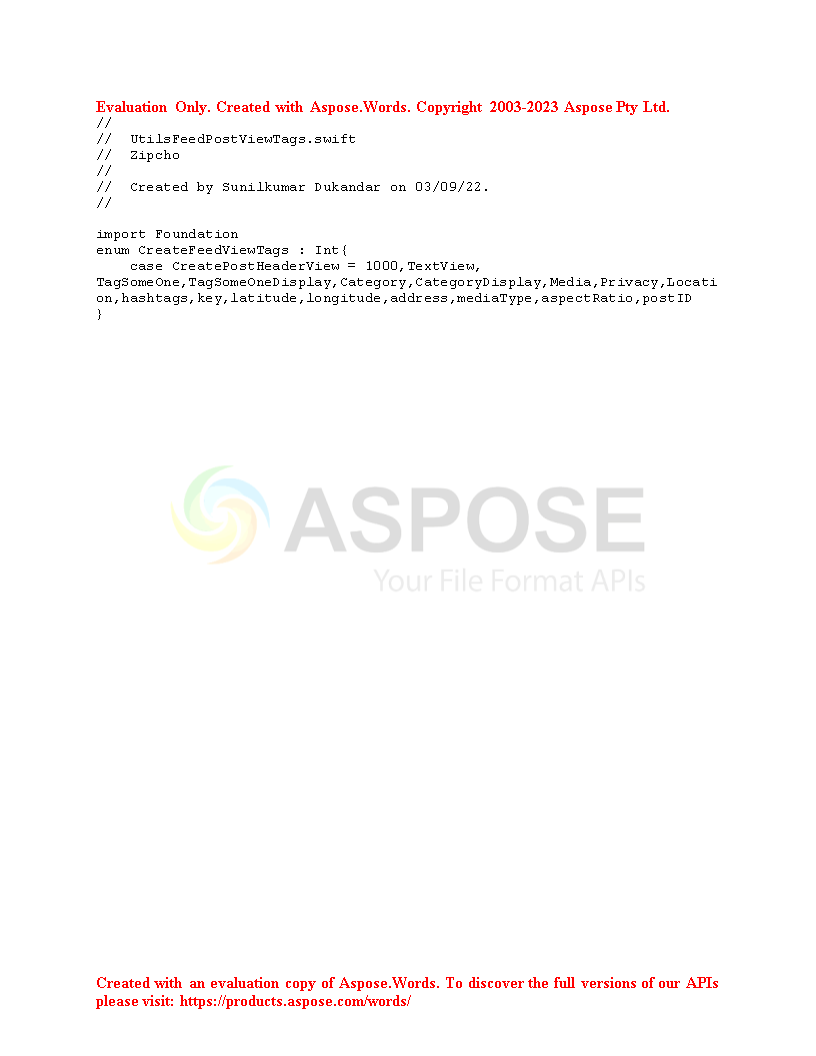 Evaluation Only. Created with Aspose.Words. Copyright 2003-2023 Aspose Pty Ltd.
//
//  UtilsFeedPostViewTags.swift
//  Zipcho
//
//  Created by Sunilkumar Dukandar on 03/09/22.
//
import Foundation
enum CreateFeedViewTags : Int{
    case CreatePostHeaderView = 1000,TextView,
TagSomeOne,TagSomeOneDisplay,Category,CategoryDisplay,Media,Privacy,Locati
on,hashtags,key,latitude,longitude,address,mediaType,aspectRatio,postID
}
ASPOSE
Your File Format APIs
Created with an evaluation copy of Aspose.Words. To discover the full versions of our APIs
please visit: https://products.aspose.com/words/